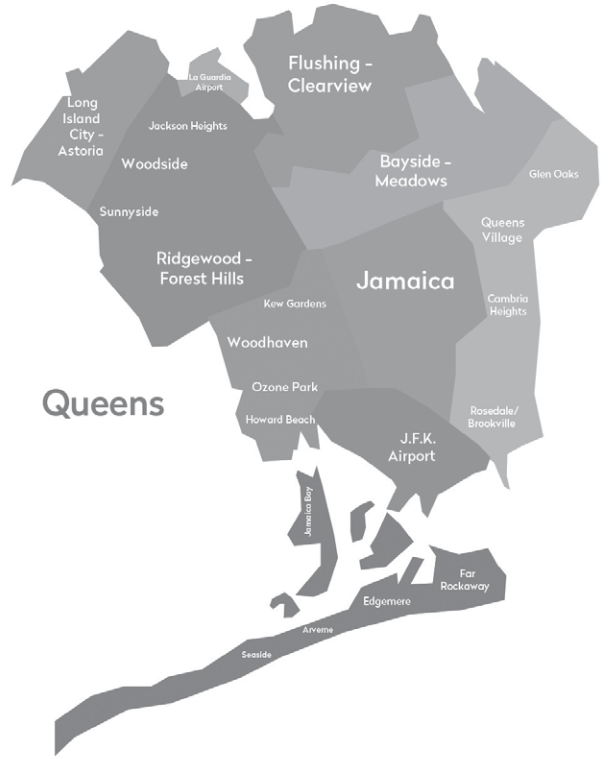 Flushing -
Clearview
La Guardia
Airport
Long
Island
City -
Astoria
Jackson Heights
Woodside
Bayside -
Meadows
Glen Oaks
Sunnyside
Queens
Village
Ridgewood -
Forest Hills
Jamaica
Kew Gardens
Cambria
Heights
Woodhaven
Ozone Park
Queens
Howard Beach
Rosedale/
Brookville
J.F.K.
Airport
Jamaica Bay
Far
Rockaway
Edgemere
Arverne
Seaside